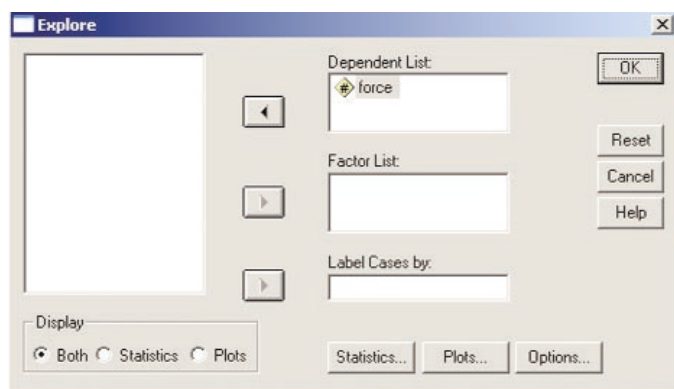 Explore
Dependent List:
# force
OK
Reset
Factor List:
Cancel
Help
Label Cases by:
Display
Both Statistics Plots
Statistics... Plots... Options...